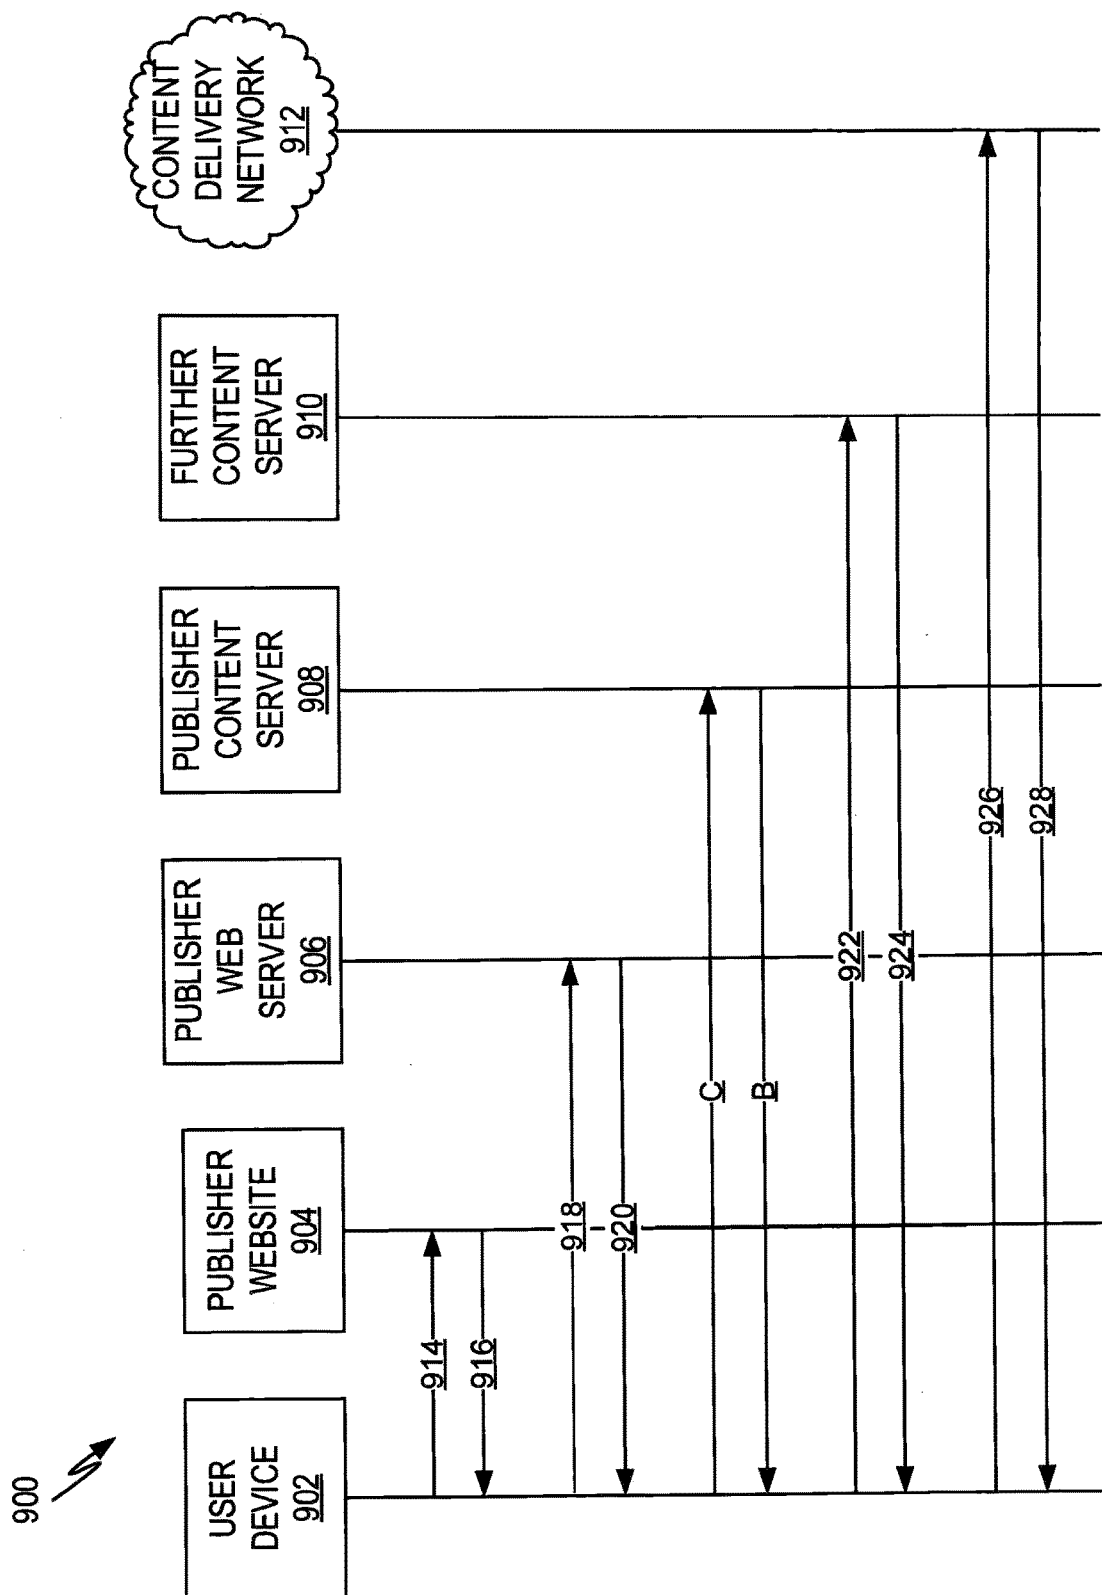 900
USER
DEVICE
902
PUBLISHER
WEBSITE
904
PUBLISHER
WEB
SERVER
906
PUBLISHER
CONTENT
SERVER
908
FURTHER
CONTENT
SERVER
910
CONTENT
DELIVERY
NETWORK
912
914
916
918
920
C
B
922
924
926
928